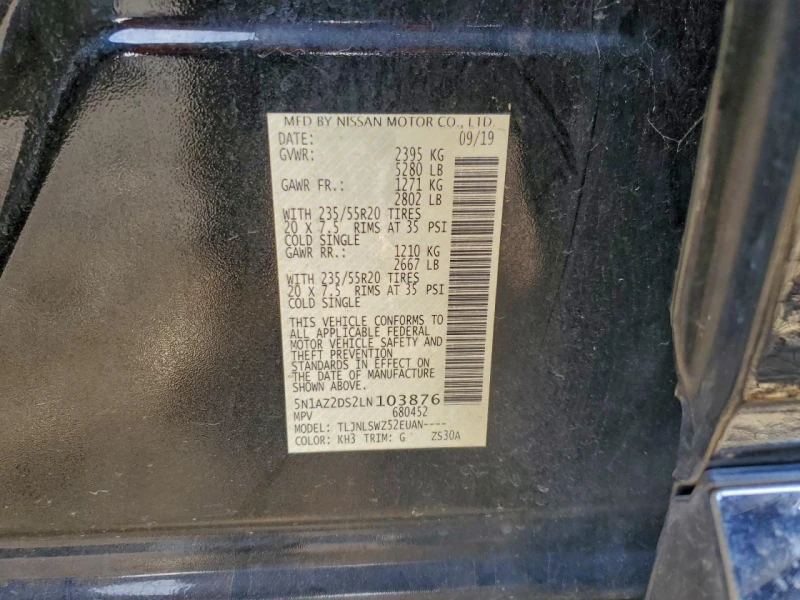 MFD BY NISSAN MOTOR CO., LTD.
DATE: 09/19
GVWR: 2395 KG
5280 LB
GAWR FR.: 1271 KG
2802 LB
WITH 235/55R20 TIRES
20 X 7.5 RIMS AT 35 PSI
COLD SINGLE
GAWR RR.: 1210 KG
2667 LB
WITH 235/55R20 TIRES
20 X 7.5 RIMS AT 35 PSI
COLD SINGLE
THIS VEHICLE CONFORMS TO
ALL APPLICABLE FEDERAL
MOTOR VEHICLE SAFETY AND
THEFT PREVENTION
STANDARDS IN EFFECT ON
THE DATE OF MANUFACTURE
SHOWN ABOVE.
5N1AZ2DS2LN103876
MPV 680452
MODEL: TLJNLSWZ52EUAN----
COLOR: KH3 TRIM: G ZS30A